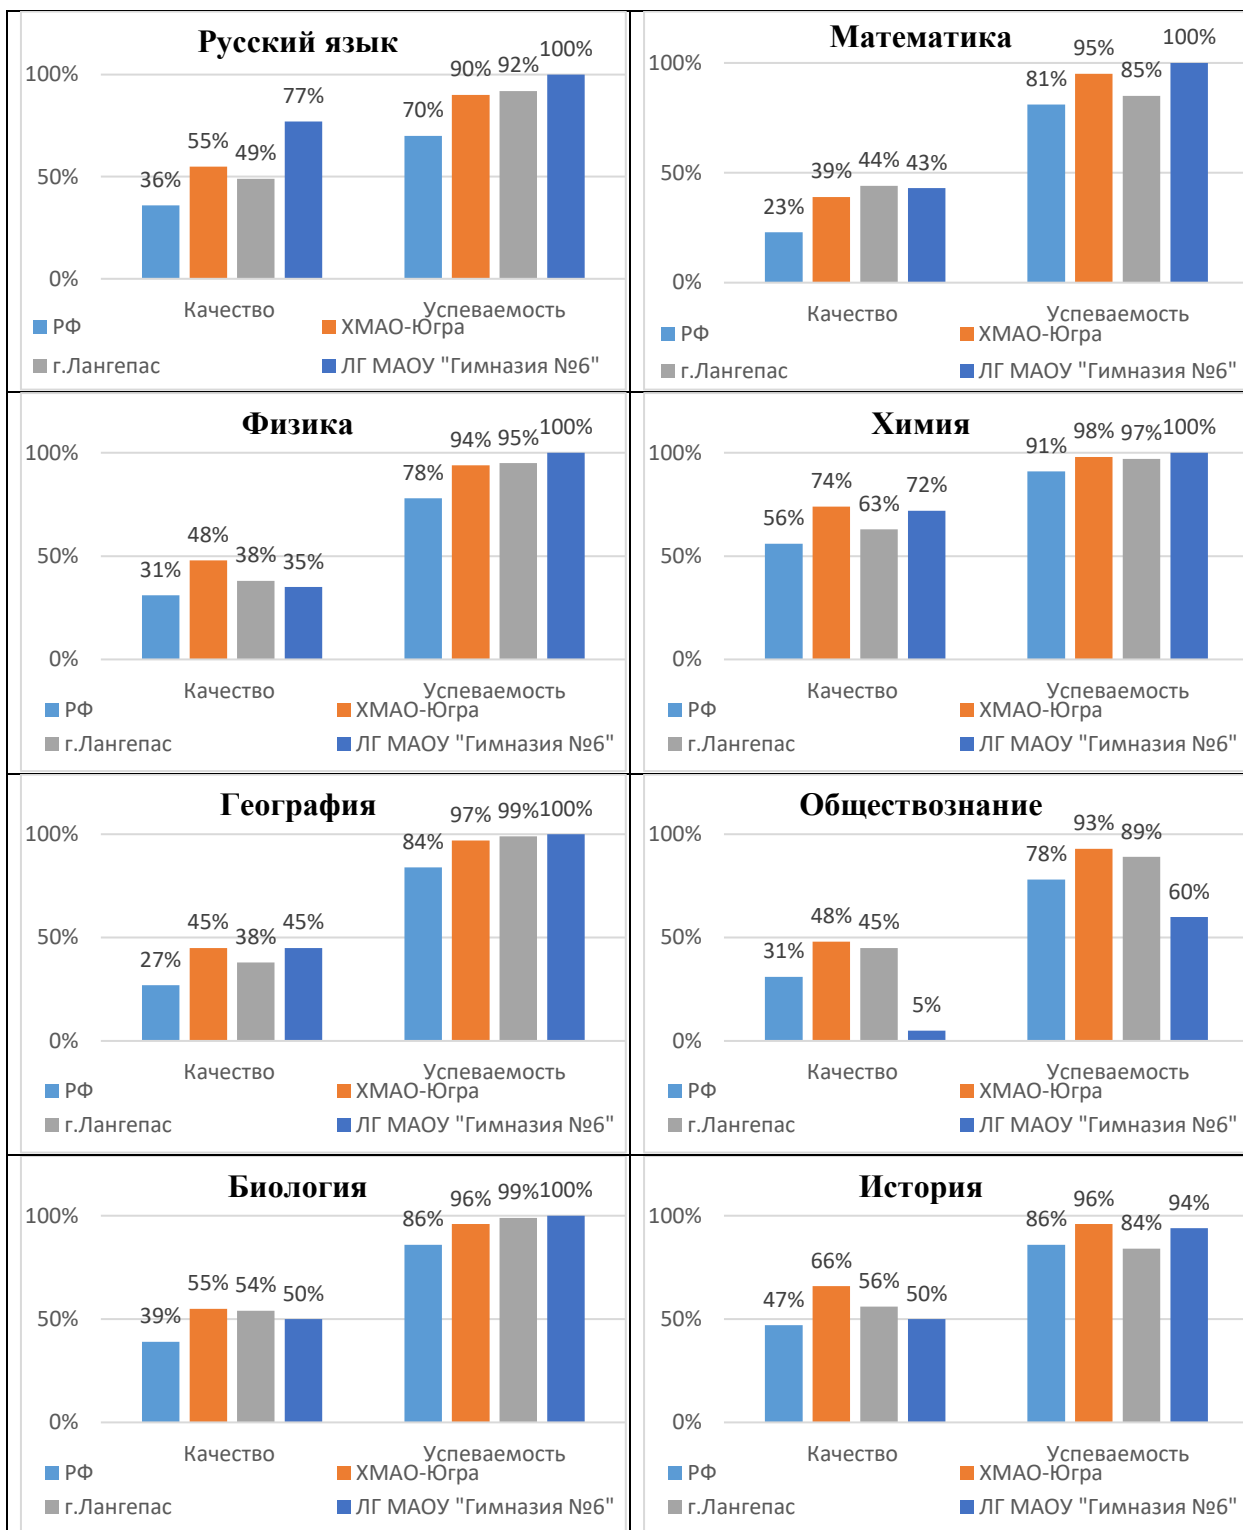 Русский язык
100%
50%
0%
36%
55%
49%
77%
70%
90%
92%
100%
Качество
Успеваемость
РФ
ХМАО-Югра
г.Лангепас
ЛГ МАОУ "Гимназия №6"
Математика
100%
50%
0%
23%
39%
44%
43%
81%
95%
85%
100%
Качество
Успеваемость
РФ
ХМАО-Югра
г.Лангепас
ЛГ МАОУ "Гимназия №6"
Физика
100%
50%
0%
31%
48%
38%
35%
78%
94%
95%
100%
Качество
Успеваемость
РФ
ХМАО-Югра
г.Лангепас
ЛГ МАОУ "Гимназия №6"
Химия
100%
50%
0%
56%
74%
63%
72%
91%
98%
97%
100%
Качество
Успеваемость
РФ
ХМАО-Югра
г.Лангепас
ЛГ МАОУ "Гимназия №6"
География
100%
50%
0%
27%
45%
38%
45%
84%
97%
99%
100%
Качество
Успеваемость
РФ
ХМАО-Югра
г.Лангепас
ЛГ МАОУ "Гимназия №6"
Обществознание
100%
50%
0%
31%
48%
45%
5%
78%
93%
89%
60%
Качество
Успеваемость
РФ
ХМАО-Югра
г.Лангепас
ЛГ МАОУ "Гимназия №6"
Биология
100%
50%
0%
39%
55%
54%
50%
86%
96%
99%
100%
Качество
Успеваемость
РФ
ХМАО-Югра
г.Лангепас
ЛГ МАОУ "Гимназия №6"
История
100%
50%
0%
47%
66%
56%
50%
86%
96%
84%
94%
Качество
Успеваемость
РФ
ХМАО-Югра
г.Лангепас
ЛГ МАОУ "Гимназия №6"